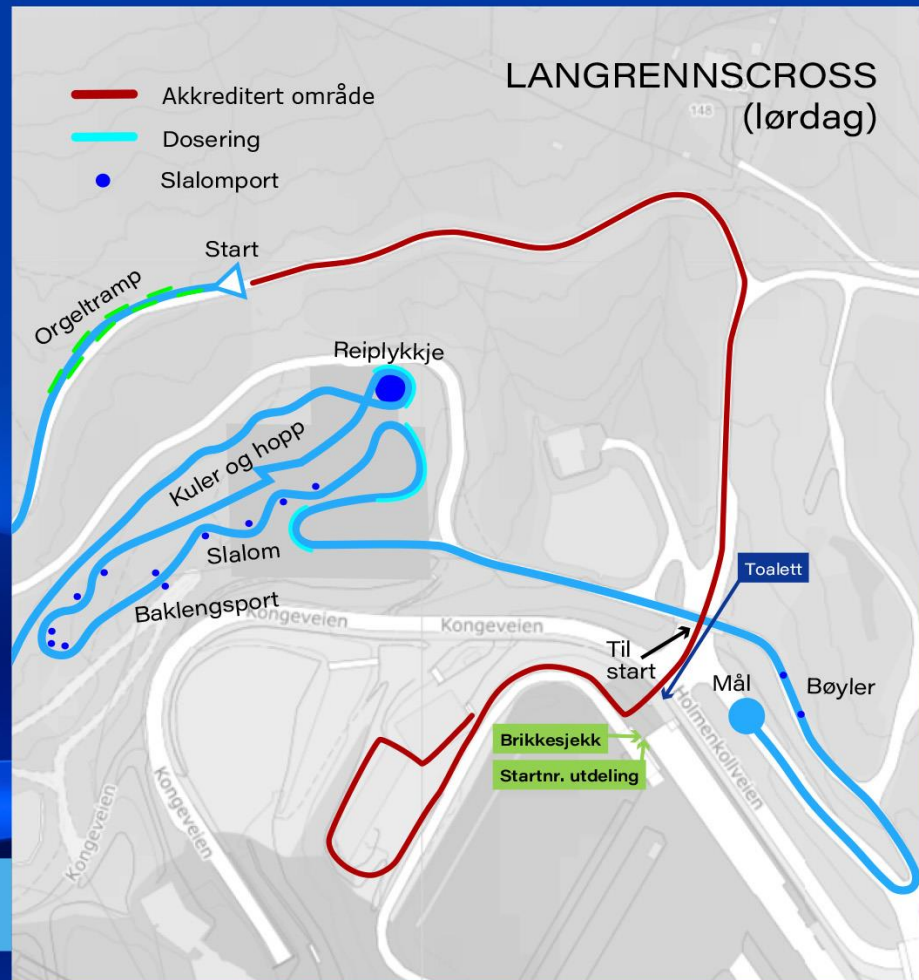 LANGRENNSCROSS
(lørdag)
Akkreditert område
Dosering
Slalomport
148
Start
Orgeltramp
Reiplykkje
Kuler og hopp
Slalom
Baklengsport
Toalett
Kongeveien
Kongeveien
Til
start
Mål
Bøyler
Holmenkollveien
Brikkesjekk
Startnr. utdeling
Kongeveien
Kongeveien